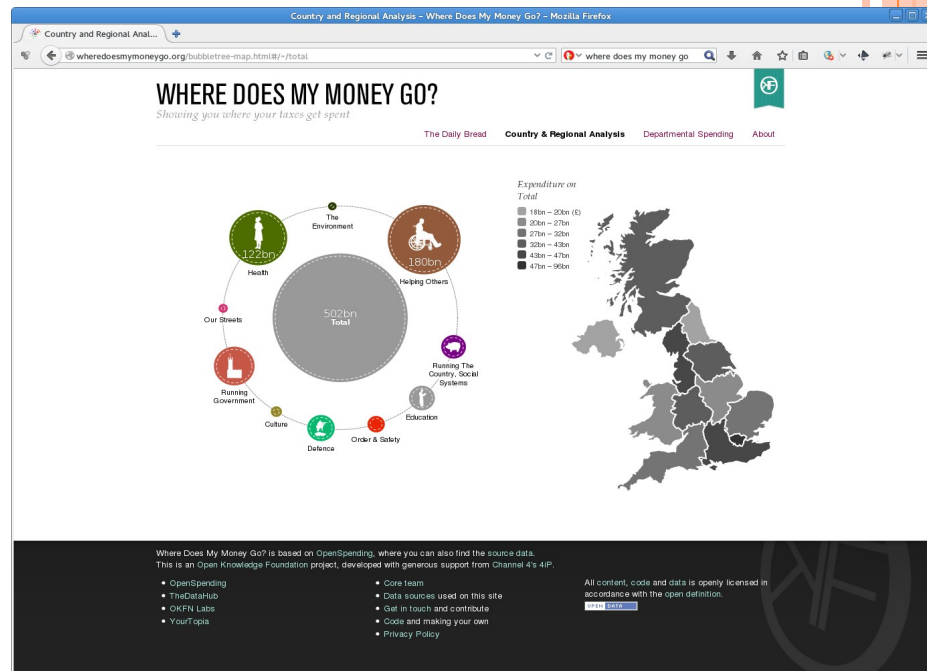 Country and Regional Analysis – Where Does My Money Go? – Mozilla Firefox
Country and Regional Anal...
wheredoesmymoneygo.org/bubbletree-map.html#/~/total
where does my money go
WHERE DOES MY MONEY GO?
Showing you where your taxes get spent
The Daily Bread Country & Regional Analysis Departmental Spending About
The
Environment
122bn
Health
180bn
Helping Others
Our Streets
502bn
Total
Running The
Country, Social
Systems
Running
Government
Education
Culture
Order & Safety
Defence
Expenditure on
Total
18bn – 20bn (£)
20bn – 27bn
27bn – 32bn
32bn – 43bn
43bn – 47bn
47bn – 96bn
Where Does My Money Go? is based on OpenSpending, where you can also find the source data.
This is an Open Knowledge Foundation project, developed with generous support from Channel 4's 4iP.
• OpenSpending
• TheDataHub
• OKFN Labs
• YourTopia
• Core team
• Data sources used on this site
• Get in touch and contribute
• Code and making your own
• Privacy Policy
All content, code and data is openly licensed in
accordance with the open definition.
OPEN DATA